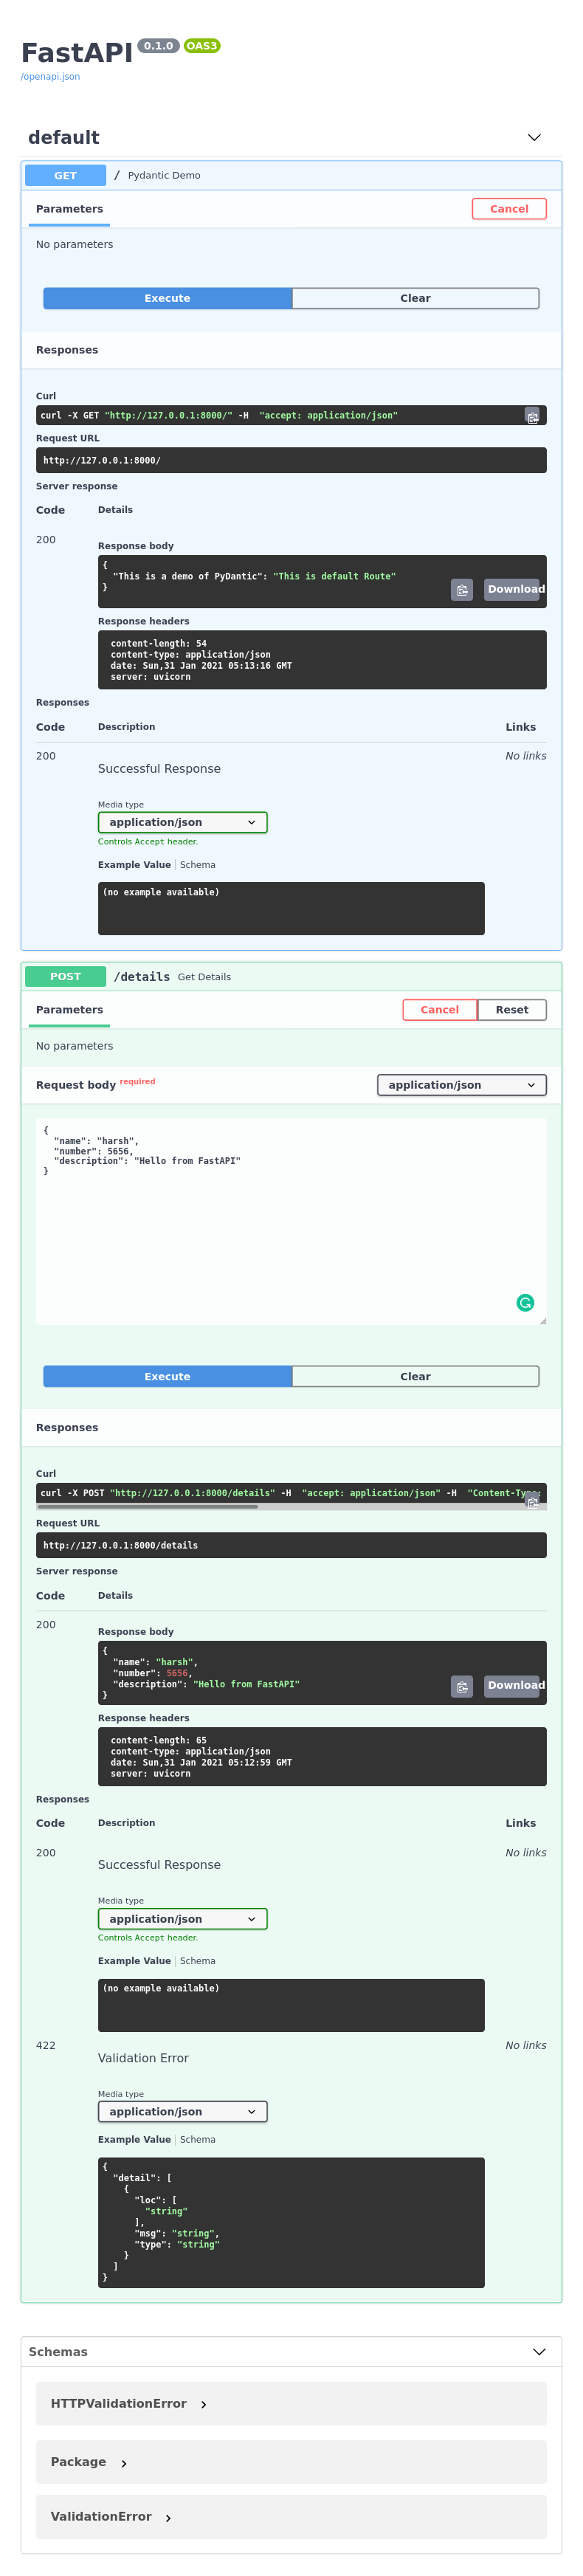 FastAPI 0.1.0 OAS3
/openapi.json
default
GET / Pydantic Demo
Parameters Cancel
No parameters
Execute Clear
Responses
Curl
curl -X GET "http://127.0.0.1:8000/" -H  "accept: application/json"
Request URL
http://127.0.0.1:8000/
Server response
Code Details
200
Response body
{
  "This is a demo of PyDantic": "This is default Route"
}
Download
Response headers
content-length: 54
content-type: application/json
date: Sun,31 Jan 2021 05:13:16 GMT
server: uvicorn
Responses
Code Description Links
200 No links
Successful Response
Media type
application/json
Controls Accept header.
Example Value Schema
(no example available)
POST /details Get Details
Parameters Cancel Reset
No parameters
Request body required application/json
{
  "name": "harsh",
  "number": 5656,
  "description": "Hello from FastAPI"
}
Execute Clear
Responses
Curl
curl -X POST "http://127.0.0.1:8000/details" -H  "accept: application/json" -H  "Content-Ty
Request URL
http://127.0.0.1:8000/details
Server response
Code Details
200
Response body
{
  "name": "harsh",
  "number": 5656,
  "description": "Hello from FastAPI"
}
Download
Response headers
content-length: 65
content-type: application/json
date: Sun,31 Jan 2021 05:12:59 GMT
server: uvicorn
Responses
Code Description Links
200 No links
Successful Response
Media type
application/json
Controls Accept header.
Example Value Schema
(no example available)
422 No links
Validation Error
Media type
application/json
Example Value Schema
{
  "detail": [
    {
      "loc": [
        "string"
      ],
      "msg": "string",
      "type": "string"
    }
  ]
}
Schemas
HTTPValidationError
Package
ValidationError